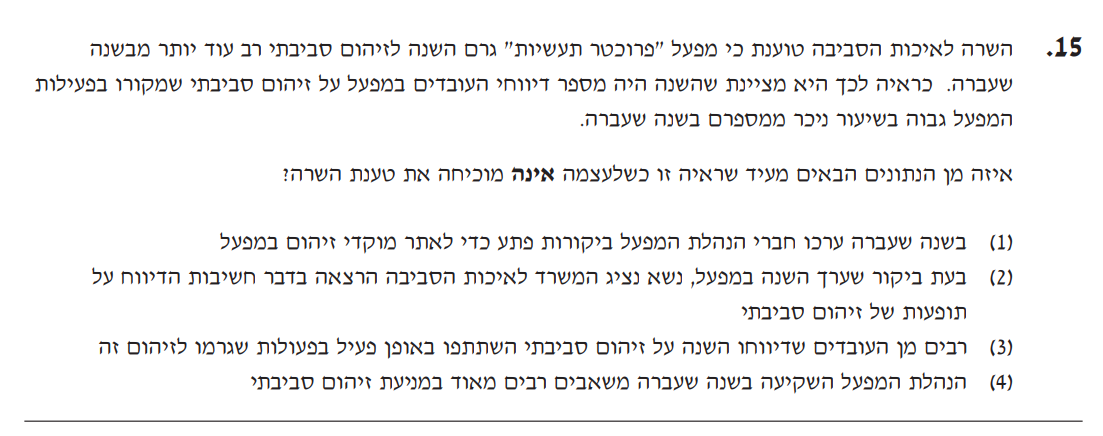 .15 השרה לאיכות הסביבה טוענת כי מפעל "פרוכטר תעשיות" גרם השנה לזיהום סביבתי רב עוד יותר מבשנה
שעברה. כראיה לכך היא מציינת שהשנה היה מספר דיווחי העובדים במפעל על זיהום סביבתי שמקורו בפעילות
המפעל גבוה בשיעור ניכר ממספרם בשנה שעברה.
איזה מן הנתונים הבאים מעיד שראיה זו כשלעצמה אינה מוכיחה את טענת השרה?
(1) בשנה שעברה ערכו חברי הנהלת המפעל ביקורות פתע כדי לאתר מוקדי זיהום במפעל
(2) בעת ביקור שערך השנה במפעל, נשא נציג המשרד לאיכות הסביבה הרצאה בדבר חשיבות הדיווח על
תופעות של זיהום סביבתי
(3) רבים מן העובדים שדיווחו השנה על זיהום סביבתי השתתפו באופן פעיל בפעולות שגרמו לזיהום זה
(4) הנהלת המפעל השקיעה בשנה שעברה משאבים רבים מאוד במניעת זיהום סביבתי